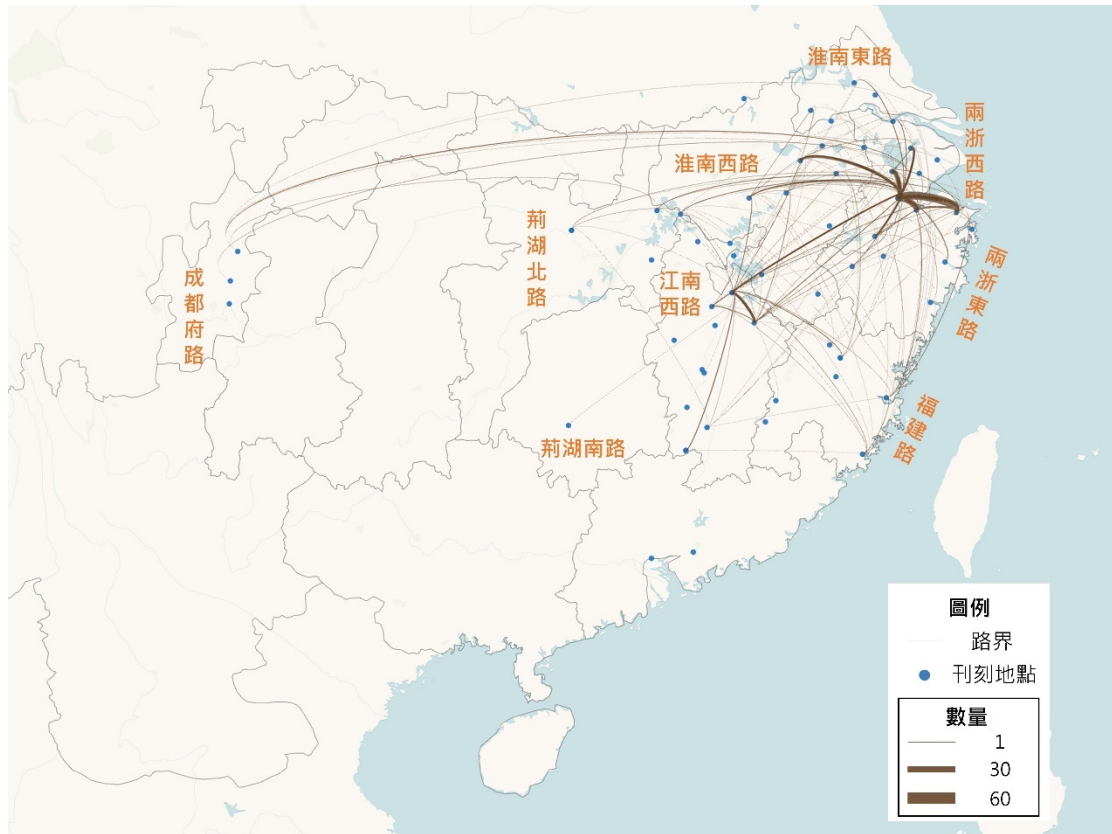 淮南東路
兩浙西路
淮南西路
荊湖北路
兩浙東路
成都府路
江南
西路
福建路
荊湖南路
圖例
路界
刊刻地點
數量
1
30
60